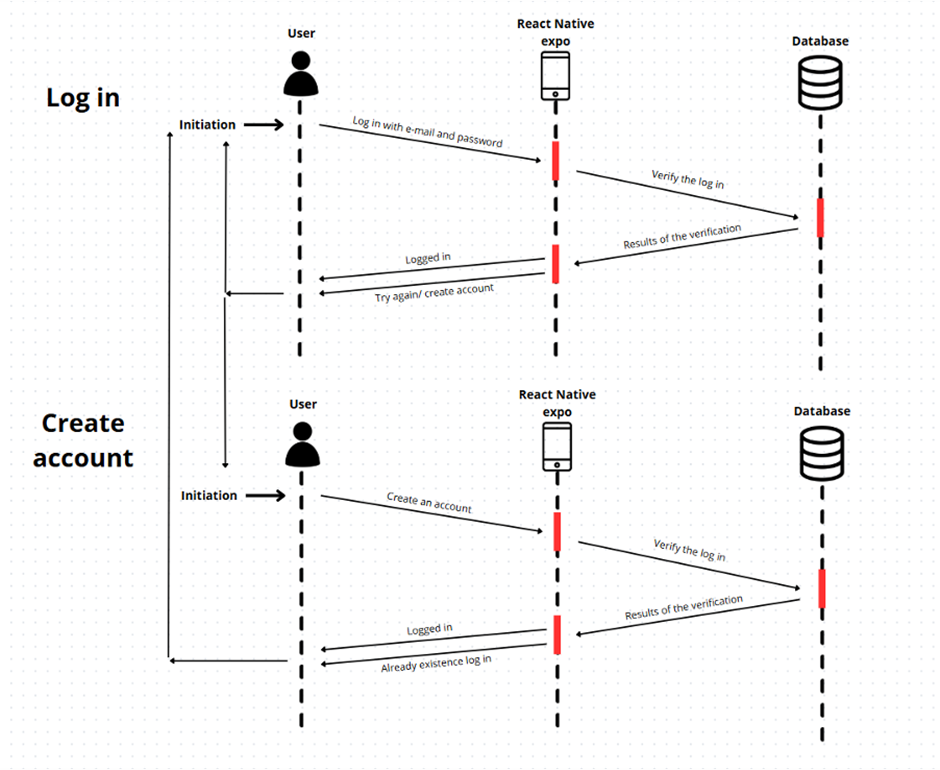 User
React Native
expo
Database
Log in
Initiation
Log in with e-mail and password
Verify the log in
Results of the verification
Logged in
Try again/ create account
Create
account
User
React Native
expo
Database
Initiation
Create an account
Verify the log in
Results of the verification
Logged in
Already existence log in